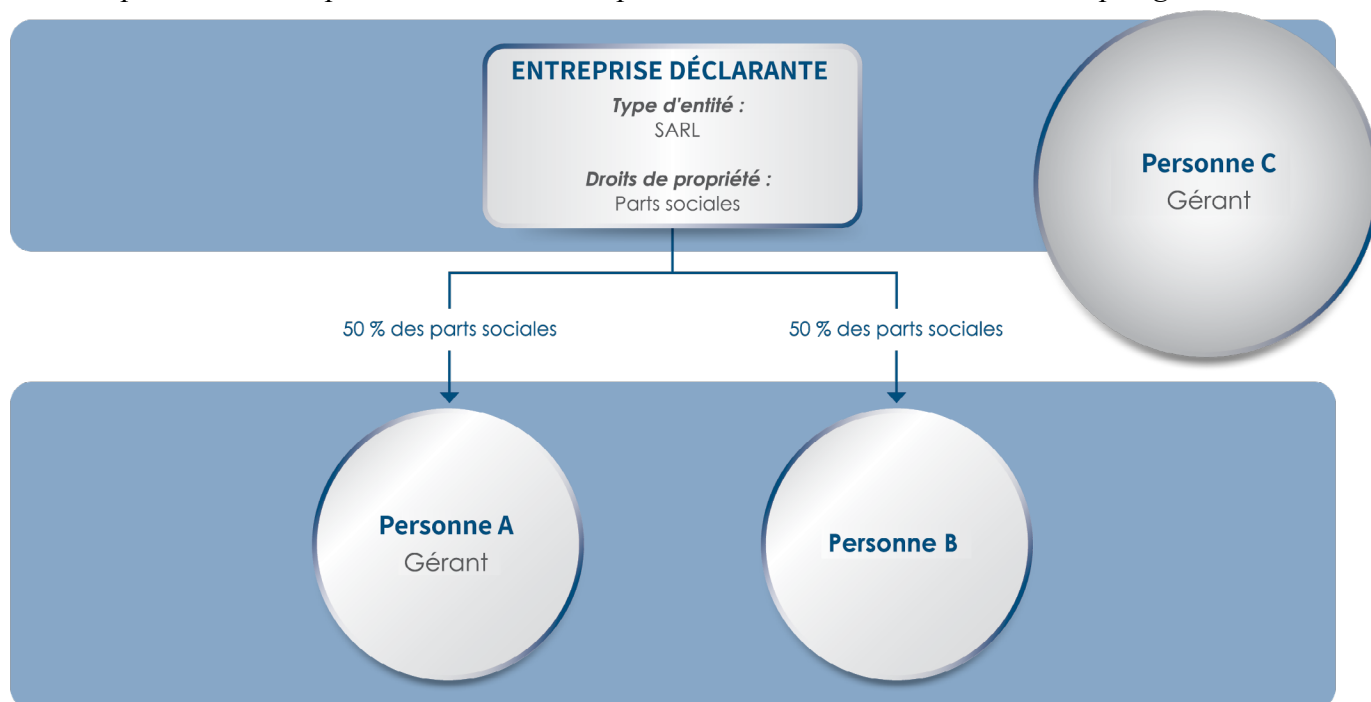 ENTREPRISE DÉCLARANTE
Type d'entité :
SARL
Droits de propriété :
Parts sociales
Personne C
Gérant
50 % des parts sociales
50 % des parts sociales
Personne A
Gérant
Personne B